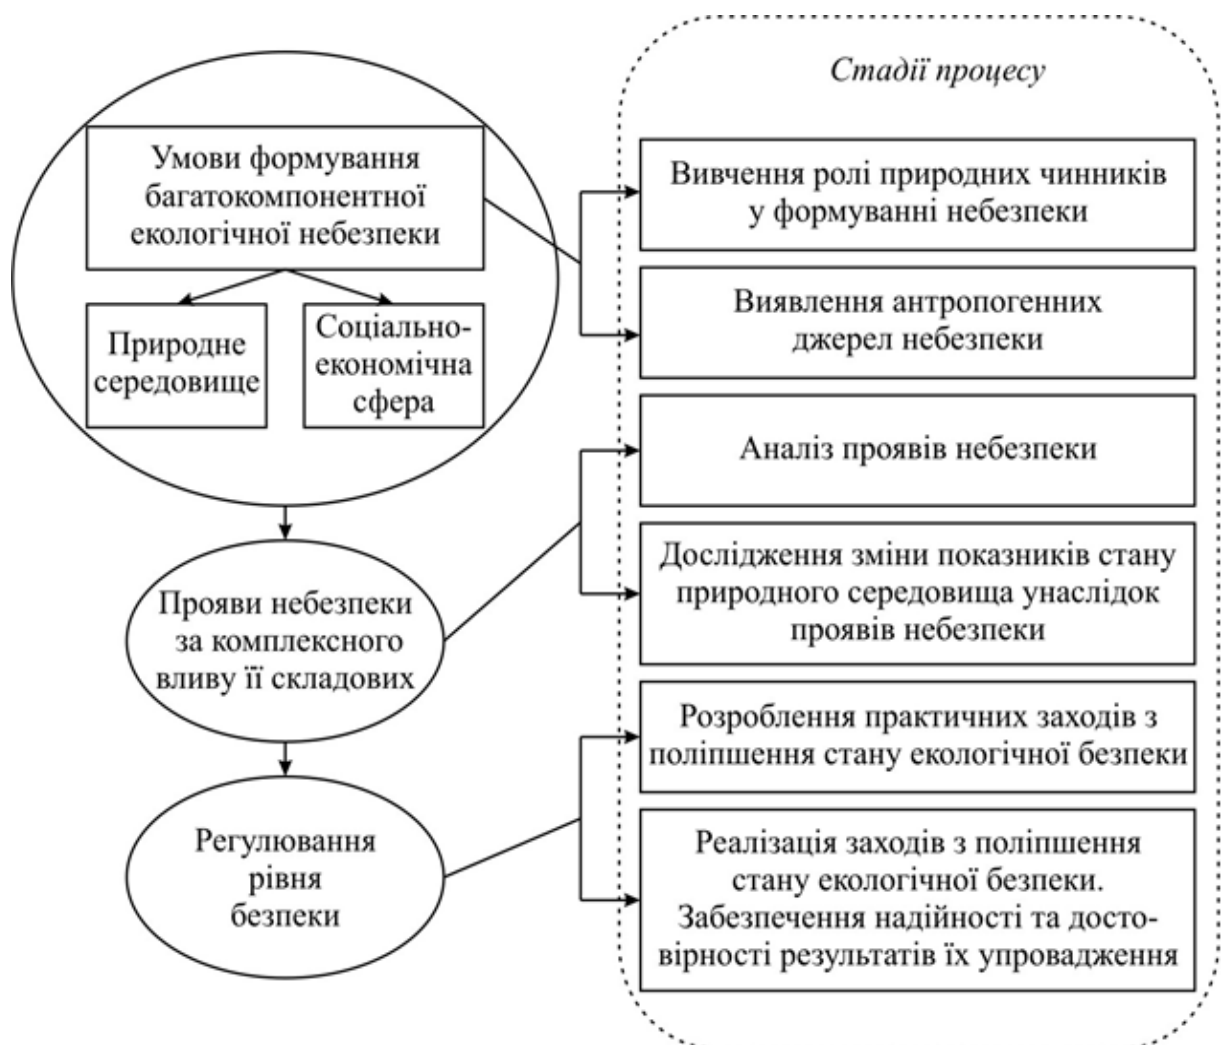 Стадії процесу
Умови формування
багатокомпонентної
екологічної небезпеки
Природне
середовище
Соціально-
економічна
сфера
Прояви небезпеки
за комплексного
вливу її складових
Регулювання
рівня
безпеки
Вивчення ролі природних чинників
у формуванні небезпеки
Виявлення антропогенних
джерел небезпеки
Аналіз проявів небезпеки
Дослідження зміни показників стану
природного середовища унаслідок
проявів небезпеки
Розроблення практичних заходів з
поліпшення стану екологічної безпеки
Реалізація заходів з поліпшення
стану екологічної безпеки.
Забезпечення надійності та досто-
вірності результатів їх упровадження